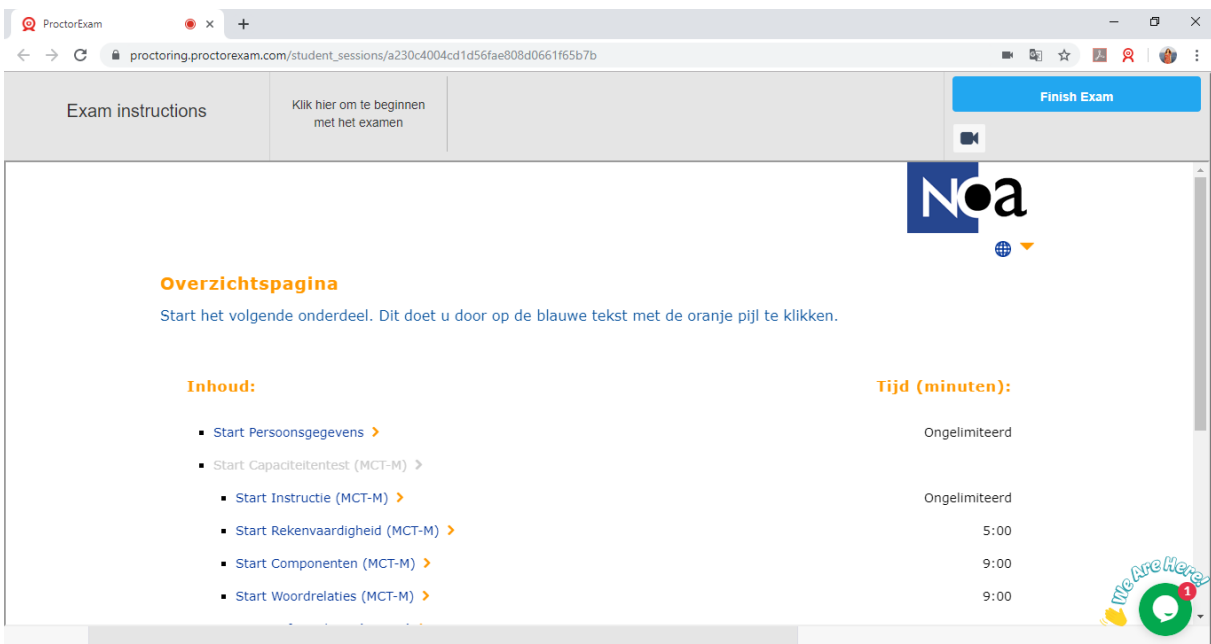 ProctorExam
proctoring.proctorexam.com/student_sessions/a230c4004cd1d56fae808d0661f65b7b
Exam instructions
Klik hier om te beginnen
met het examen
Finish Exam
Noa
Overzichtspagina
Start het volgende onderdeel. Dit doet u door op de blauwe tekst met de oranje pijl te klikken.
Inhoud: Tijd (minuten):
Start Persoonsgegevens Ongelimiteerd
Start Capaciteitentest (MCT-M)
Start Instructie (MCT-M) Ongelimiteerd
Start Rekenvaardigheid (MCT-M) 5:00
Start Componenten (MCT-M) 9:00
Start Woordrelaties (MCT-M) 9:00
We Are Here!
1